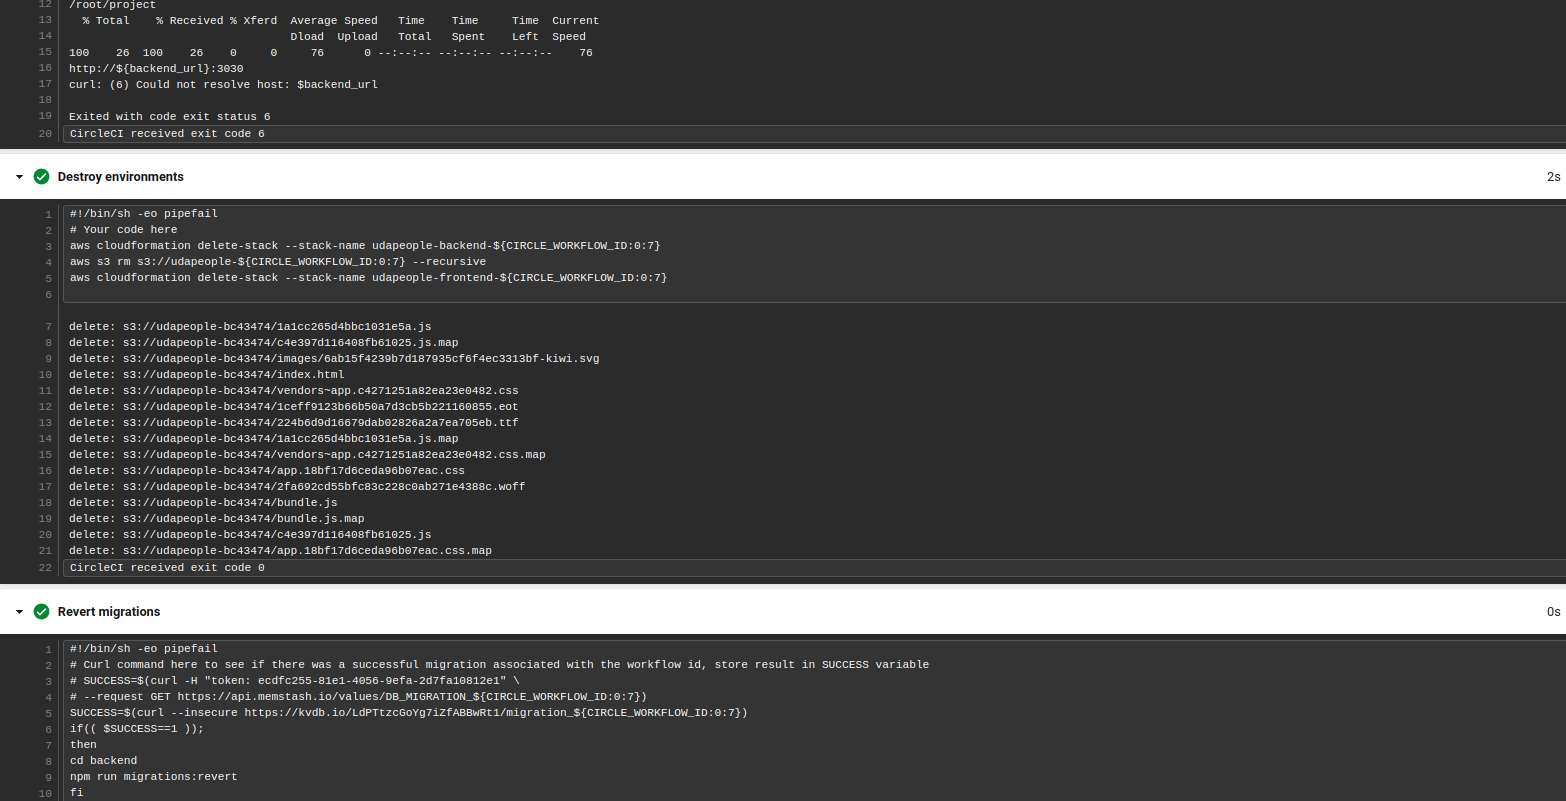 12 /root/project
13 % Total % Received % Xferd Average Speed Time Time Time Current
14 Dload Upload Total Spent Left Speed
15 100 26 100 26 0 0 76 0 --:--:-- --:--:-- --:--:-- 76
16 http://${backend_url}:3030
17 curl: (6) Could not resolve host: $backend_url
18
19 Exited with code exit status 6
20 CircleCI received exit code 6
Destroy environments 2s
1 #!/bin/sh -eo pipefail
2 # Your code here
3 aws cloudformation delete-stack --stack-name udapeople-backend-${CIRCLE_WORKFLOW_ID:0:7}
4 aws s3 rm s3://udapeople-${CIRCLE_WORKFLOW_ID:0:7} --recursive
5 aws cloudformation delete-stack --stack-name udapeople-frontend-${CIRCLE_WORKFLOW_ID:0:7}
6
7 delete: s3://udapeople-bc43474/1a1cc265d4bbc1031e5a.js
8 delete: s3://udapeople-bc43474/c4e397d116408fb61025.js.map
9 delete: s3://udapeople-bc43474/images/6ab15f4239b7d187935cf6f4ec3313bf-kiwi.svg
10 delete: s3://udapeople-bc43474/index.html
11 delete: s3://udapeople-bc43474/vendors~app.c4271251a82ea23e0482.css
12 delete: s3://udapeople-bc43474/1ceff9123b66b50a7d3cb5b221160855.eot
13 delete: s3://udapeople-bc43474/224b6d9d16679dab02826a2a7ea705eb.ttf
14 delete: s3://udapeople-bc43474/1a1cc265d4bbc1031e5a.js.map
15 delete: s3://udapeople-bc43474/vendors~app.c4271251a82ea23e0482.css.map
16 delete: s3://udapeople-bc43474/app.18bf17d6ceda96b07eac.css
17 delete: s3://udapeople-bc43474/2fa692cd55bfc83c228c0ab271e4388c.woff
18 delete: s3://udapeople-bc43474/bundle.js
19 delete: s3://udapeople-bc43474/bundle.js.map
20 delete: s3://udapeople-bc43474/c4e397d116408fb61025.js
21 delete: s3://udapeople-bc43474/app.18bf17d6ceda96b07eac.css.map
22 CircleCI received exit code 0
Revert migrations 0s
1 #!/bin/sh -eo pipefail
2 # Curl command here to see if there was a successful migration associated with the workflow id, store result in SUCCESS variable
3 # SUCCESS=$(curl -H "token: ecdfc255-81e1-4056-9efa-2d7fa10812e1" \
4 # --request GET https://api.memstash.io/values/DB_MIGRATION_${CIRCLE_WORKFLOW_ID:0:7})
5 SUCCESS=$(curl --insecure https://kvdb.io/LdPTtzcGoYg7iZfABBwRt1/migration_${CIRCLE_WORKFLOW_ID:0:7})
6 if(( $SUCCESS==1 ));
7 then
8 cd backend
9 npm run migrations:revert
10 fi